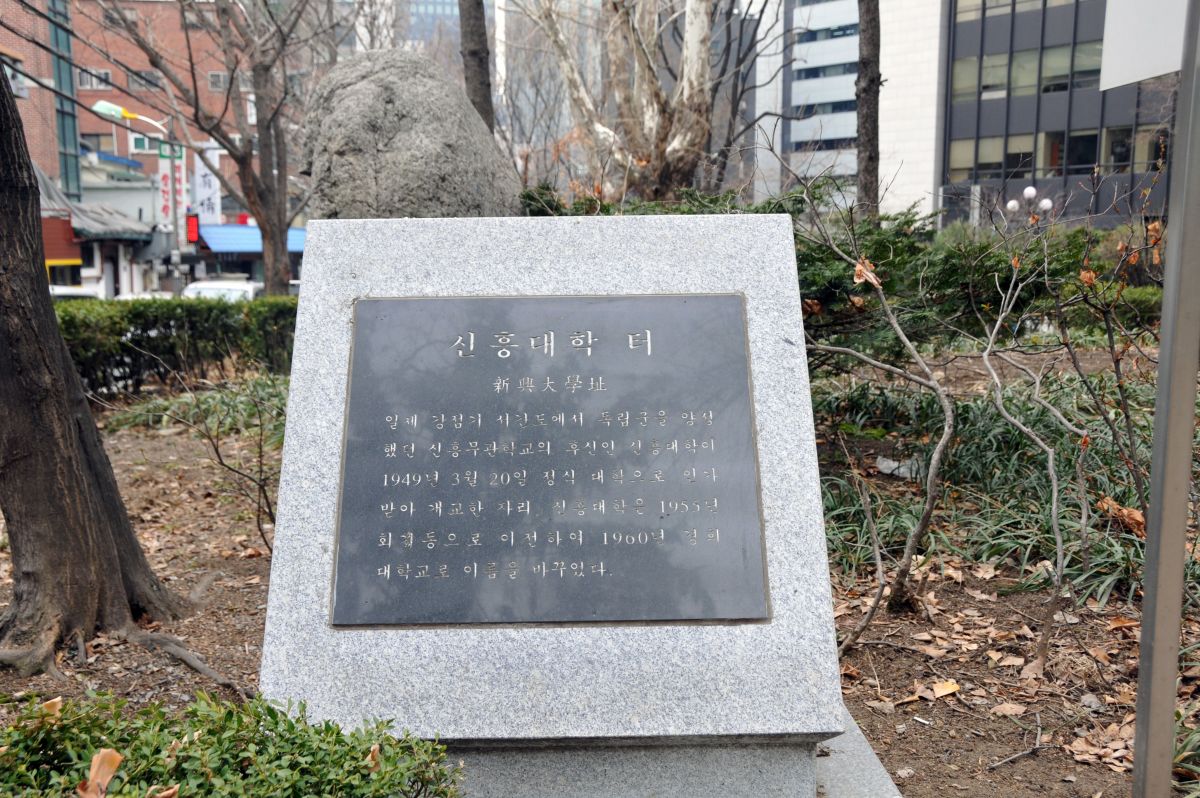 신흥대학 터
新興大學址
일제 강점기 서간도에서 독립군을 양성
했던 신흥무관학교의 후신인 신흥대학이
1949년 3월 20일 정식 대학으로 인가
받아 개교한 자리. 신흥대학은 1955년
회기동으로 이전하여 1960년 경희
대학교로 이름을 바꾸었다.